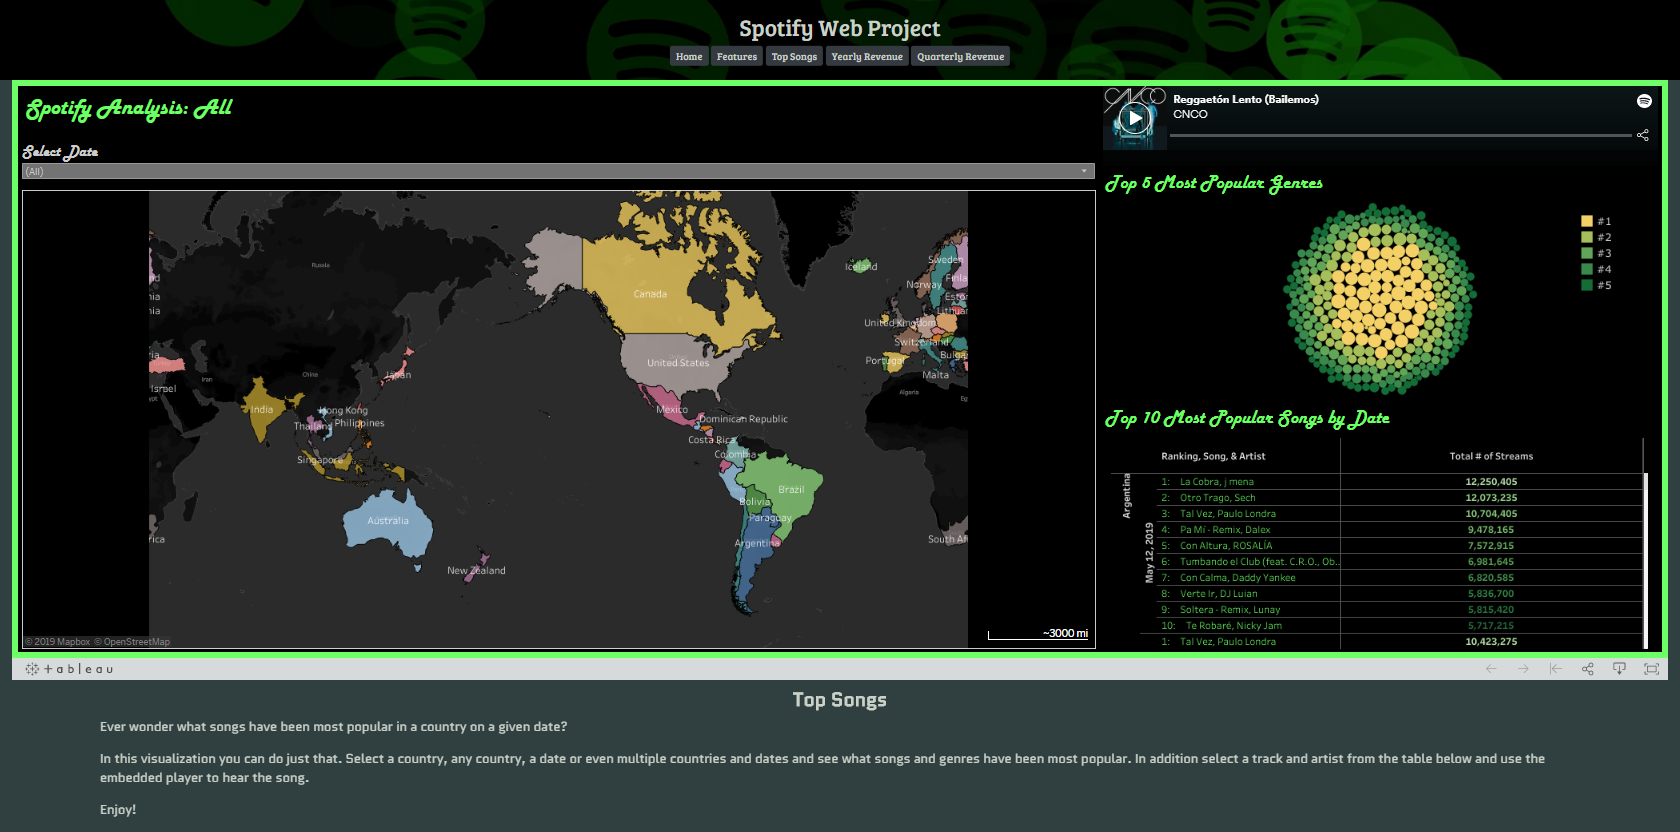 Spotify Web Project
Home
Features
Top Songs
Yearly Revenue
Quarterly Revenue
Spotify Analysis: All
Select Date
(All)
Russia
Canada
Iceland
Sweden
Finla
Norway
Eston
Lithuan
nia
nia
United Kingdom
Switzerland
Portugal
Bulga
Malta
United States
China
Iran
Japan
Israel
Algeria
Eg
India
Hong Kong
Thailand
Philippines
Singapore
Mexico
Dominican Republic
Costa Rica
Colombia
Brazil
Bolivia
Paraguay
Argentina
Australia
New Zealand
rica
South Af
© 2019 Mapbox © OpenStreetMap
~3000 mi
CNCO
Reggaetón Lento (Bailemos)
CNCO
Top 5 Most Popular Genres
#1
#2
#3
#4
#5
Top 10 Most Popular Songs by Date
Ranking, Song, & Artist Total # of Streams
Argentina
May 12, 2019
1: La Cobra, j mena 12,250,405
2: Otro Trago, Sech 12,073,235
3: Tal Vez, Paulo Londra 10,704,405
4: Pa Mí - Remix, Dalex 9,478,165
5: Con Altura, ROSALÍA 7,572,915
6: Tumbando el Club (feat. C.R.O., Ob.. 6,981,645
7: Con Calma, Daddy Yankee 6,820,585
8: Verte Ir, DJ Luian 5,836,700
9: Soltera - Remix, Lunay 5,815,420
10: Te Robaré, Nicky Jam 5,717,215
1: Tal Vez, Paulo Londra 10,423,275
+ableau
Top Songs
Ever wonder what songs have been most popular in a country on a given date?
In this visualization you can do just that. Select a country, any country, a date or even multiple countries and dates and see what songs and genres have been most popular. In addition select a track and artist from the table below and use the
embedded player to hear the song.
Enjoy!